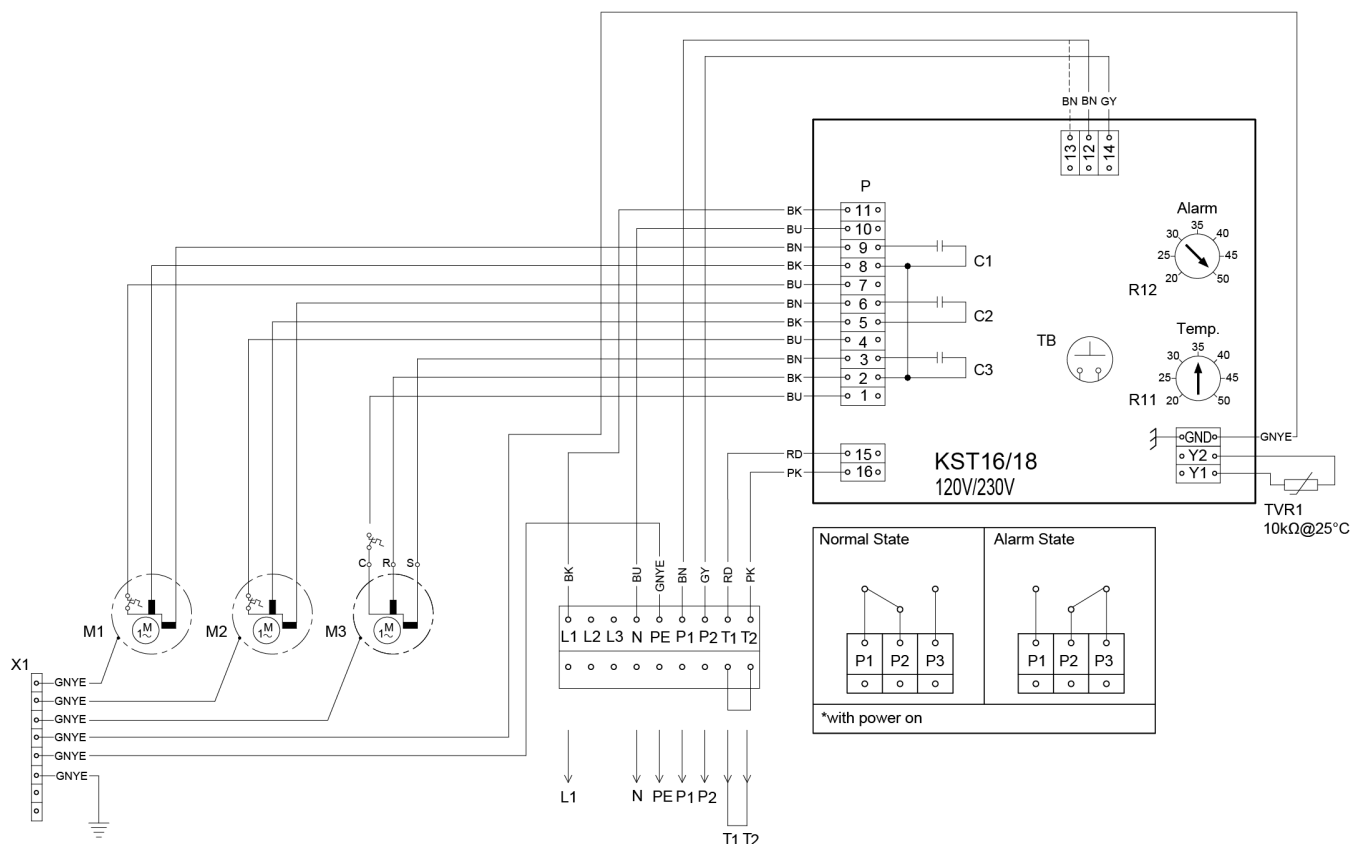 BN BN GY
13 12 14
P
BK 11
BU 10
BN 9
BK 8
BU 7
BN 6
BK 5
BU 4
BN 3
BK 2
BU 1
C1
C2
C3
RD 15
PK 16
Alarm
20 25 30 35 40 45 50
R12
TB
Temp.
20 25 30 35 40 45 50
R11
KST16/18
120V/230V
GND GNYE
Y2
Y1
TVR1
10kΩ@25°C
C R S
M1 M 1~
M2 M 1~
M3 M 1~
X1
GNYE
GNYE
GNYE
GNYE
GNYE
GNYE
BK BU GNYE BN GY RD PK
L1 L2 L3 N PE P1 P2 T1 T2
L1 N PE P1 P2
T1 T2
Normal State
P1 P2 P3
Alarm State
P1 P2 P3
*with power on